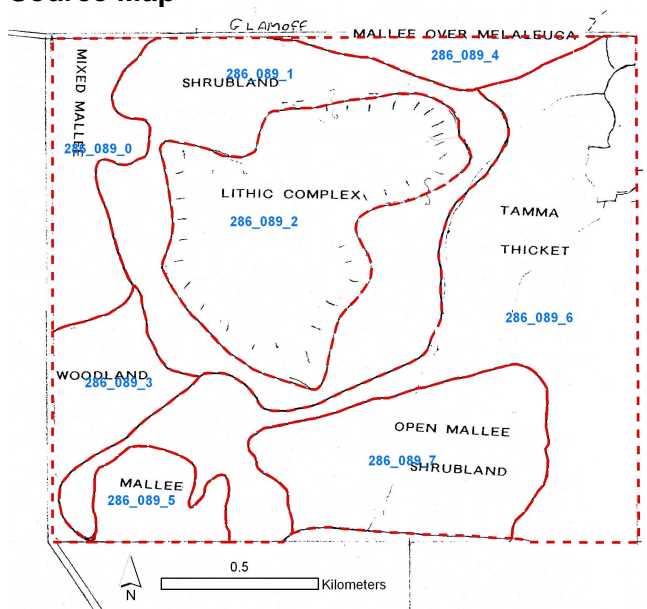 Source Map
GLAMOFF
MALLEE OVER MELALEUCA
286_089_4
286_089_1
SHRUBLAND
MIXED MALLEE
286_089_0
LITHIC COMPLEX
286_089_2
TAMMA
THICKET
286_089_6
WOODLAND
286_089_3
OPEN MALLEE
286_089_7
SHRUBLAND
MALLEE
286_089_5
N
0.5
Kilometers